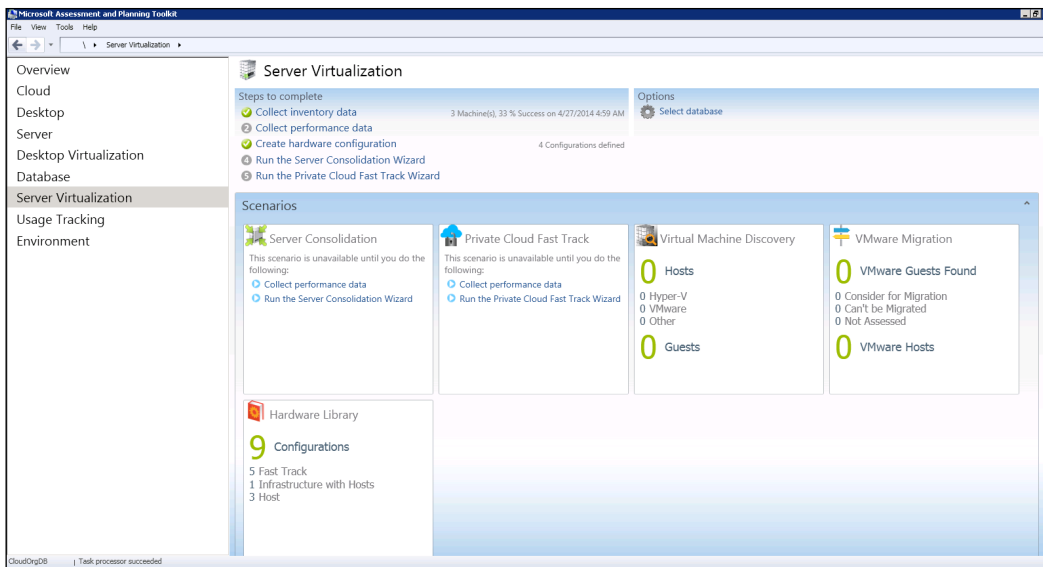 Microsoft Assessment and Planning Toolkit
File View Tools Help
\ Server Virtualization
Overview
Cloud
Desktop
Server
Desktop Virtualization
Database
Server Virtualization
Usage Tracking
Environment
Server Virtualization
Steps to complete
Collect inventory data 3 Machine(s), 33 % Success on 4/27/2014 4:59 AM
2 Collect performance data
Create hardware configuration 4 Configurations defined
4 Run the Server Consolidation Wizard
5 Run the Private Cloud Fast Track Wizard
Options
Select database
Scenarios
Server Consolidation
This scenario is unavailable until you do the
following:
Collect performance data
Run the Server Consolidation Wizard
Private Cloud Fast Track
This scenario is unavailable until you do the
following:
Collect performance data
Run the Private Cloud Fast Track Wizard
Virtual Machine Discovery
0 Hosts
0 Hyper-V
0 VMware
0 Other
0 Guests
VMware Migration
0 VMware Guests Found
0 Consider for Migration
0 Can't be Migrated
0 Not Assessed
0 VMware Hosts
Hardware Library
9 Configurations
5 Fast Track
1 Infrastructure with Hosts
3 Host
CloudOrgDB | Task processor succeeded